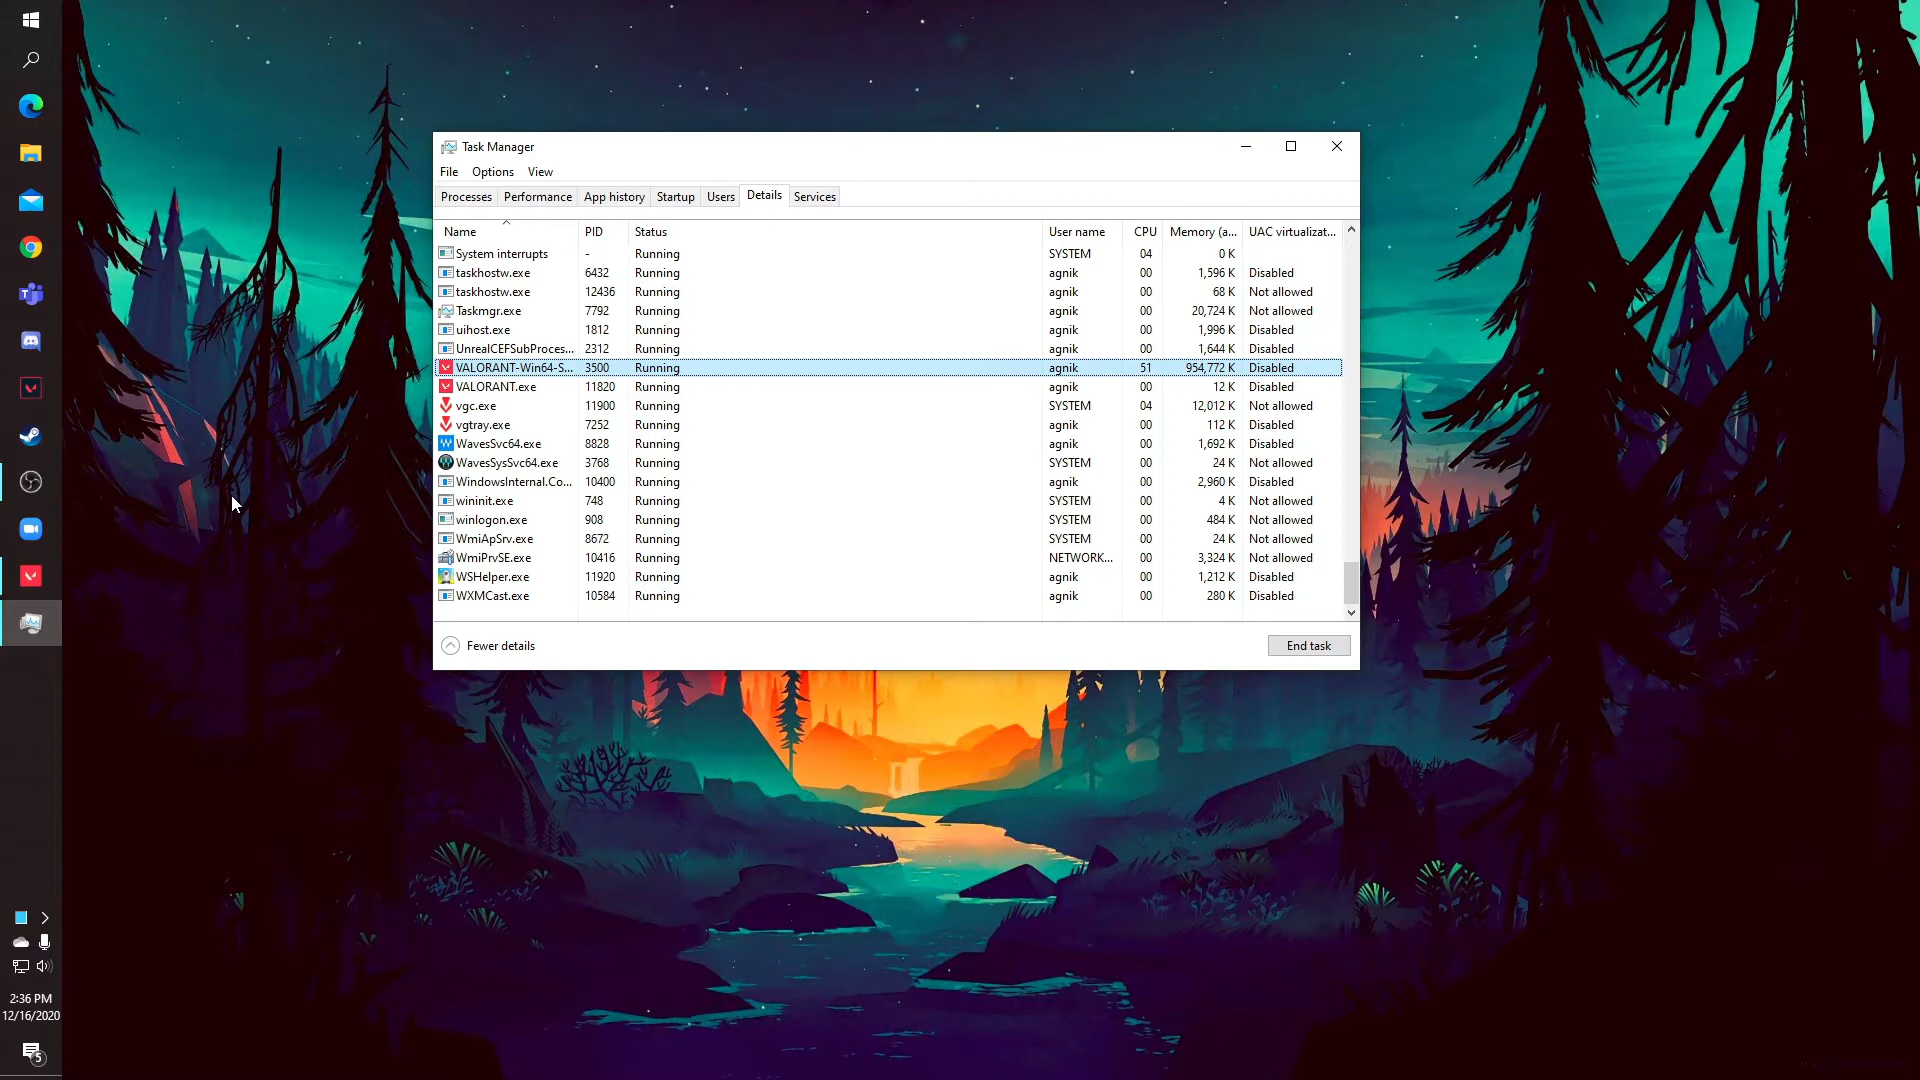 Task Manager
File Options View
Processes Performance App history Startup Users Details Services
Name PID Status User name CPU Memory (a... UAC virtualizat...
System interrupts - Running SYSTEM 04 0 K
taskhostw.exe 6432 Running agnik 00 1,596 K Disabled
taskhostw.exe 12436 Running agnik 00 68 K Not allowed
Taskmgr.exe 7792 Running agnik 00 20,724 K Not allowed
uihost.exe 1812 Running agnik 00 1,996 K Disabled
UnrealCEFSubProces... 2312 Running agnik 00 1,644 K Disabled
VALORANT-Win64-S... 3500 Running agnik 51 954,772 K Disabled
VALORANT.exe 11820 Running agnik 00 12 K Disabled
vgc.exe 11900 Running SYSTEM 04 12,012 K Not allowed
vgtray.exe 7252 Running agnik 00 112 K Disabled
WavesSvc64.exe 8828 Running agnik 00 1,692 K Disabled
WavesSysSvc64.exe 3768 Running SYSTEM 00 24 K Not allowed
WindowsInternal.Co... 10400 Running agnik 00 2,960 K Disabled
wininit.exe 748 Running SYSTEM 00 4 K Not allowed
winlogon.exe 908 Running SYSTEM 00 484 K Not allowed
WmiApSrv.exe 8672 Running SYSTEM 00 24 K Not allowed
WmiPrvSE.exe 10416 Running NETWORK... 00 3,324 K Not allowed
WSHelper.exe 11920 Running agnik 00 1,212 K Disabled
WXMCast.exe 10584 Running agnik 00 280 K Disabled
Fewer details End task
2:36 PM
12/16/2020
5